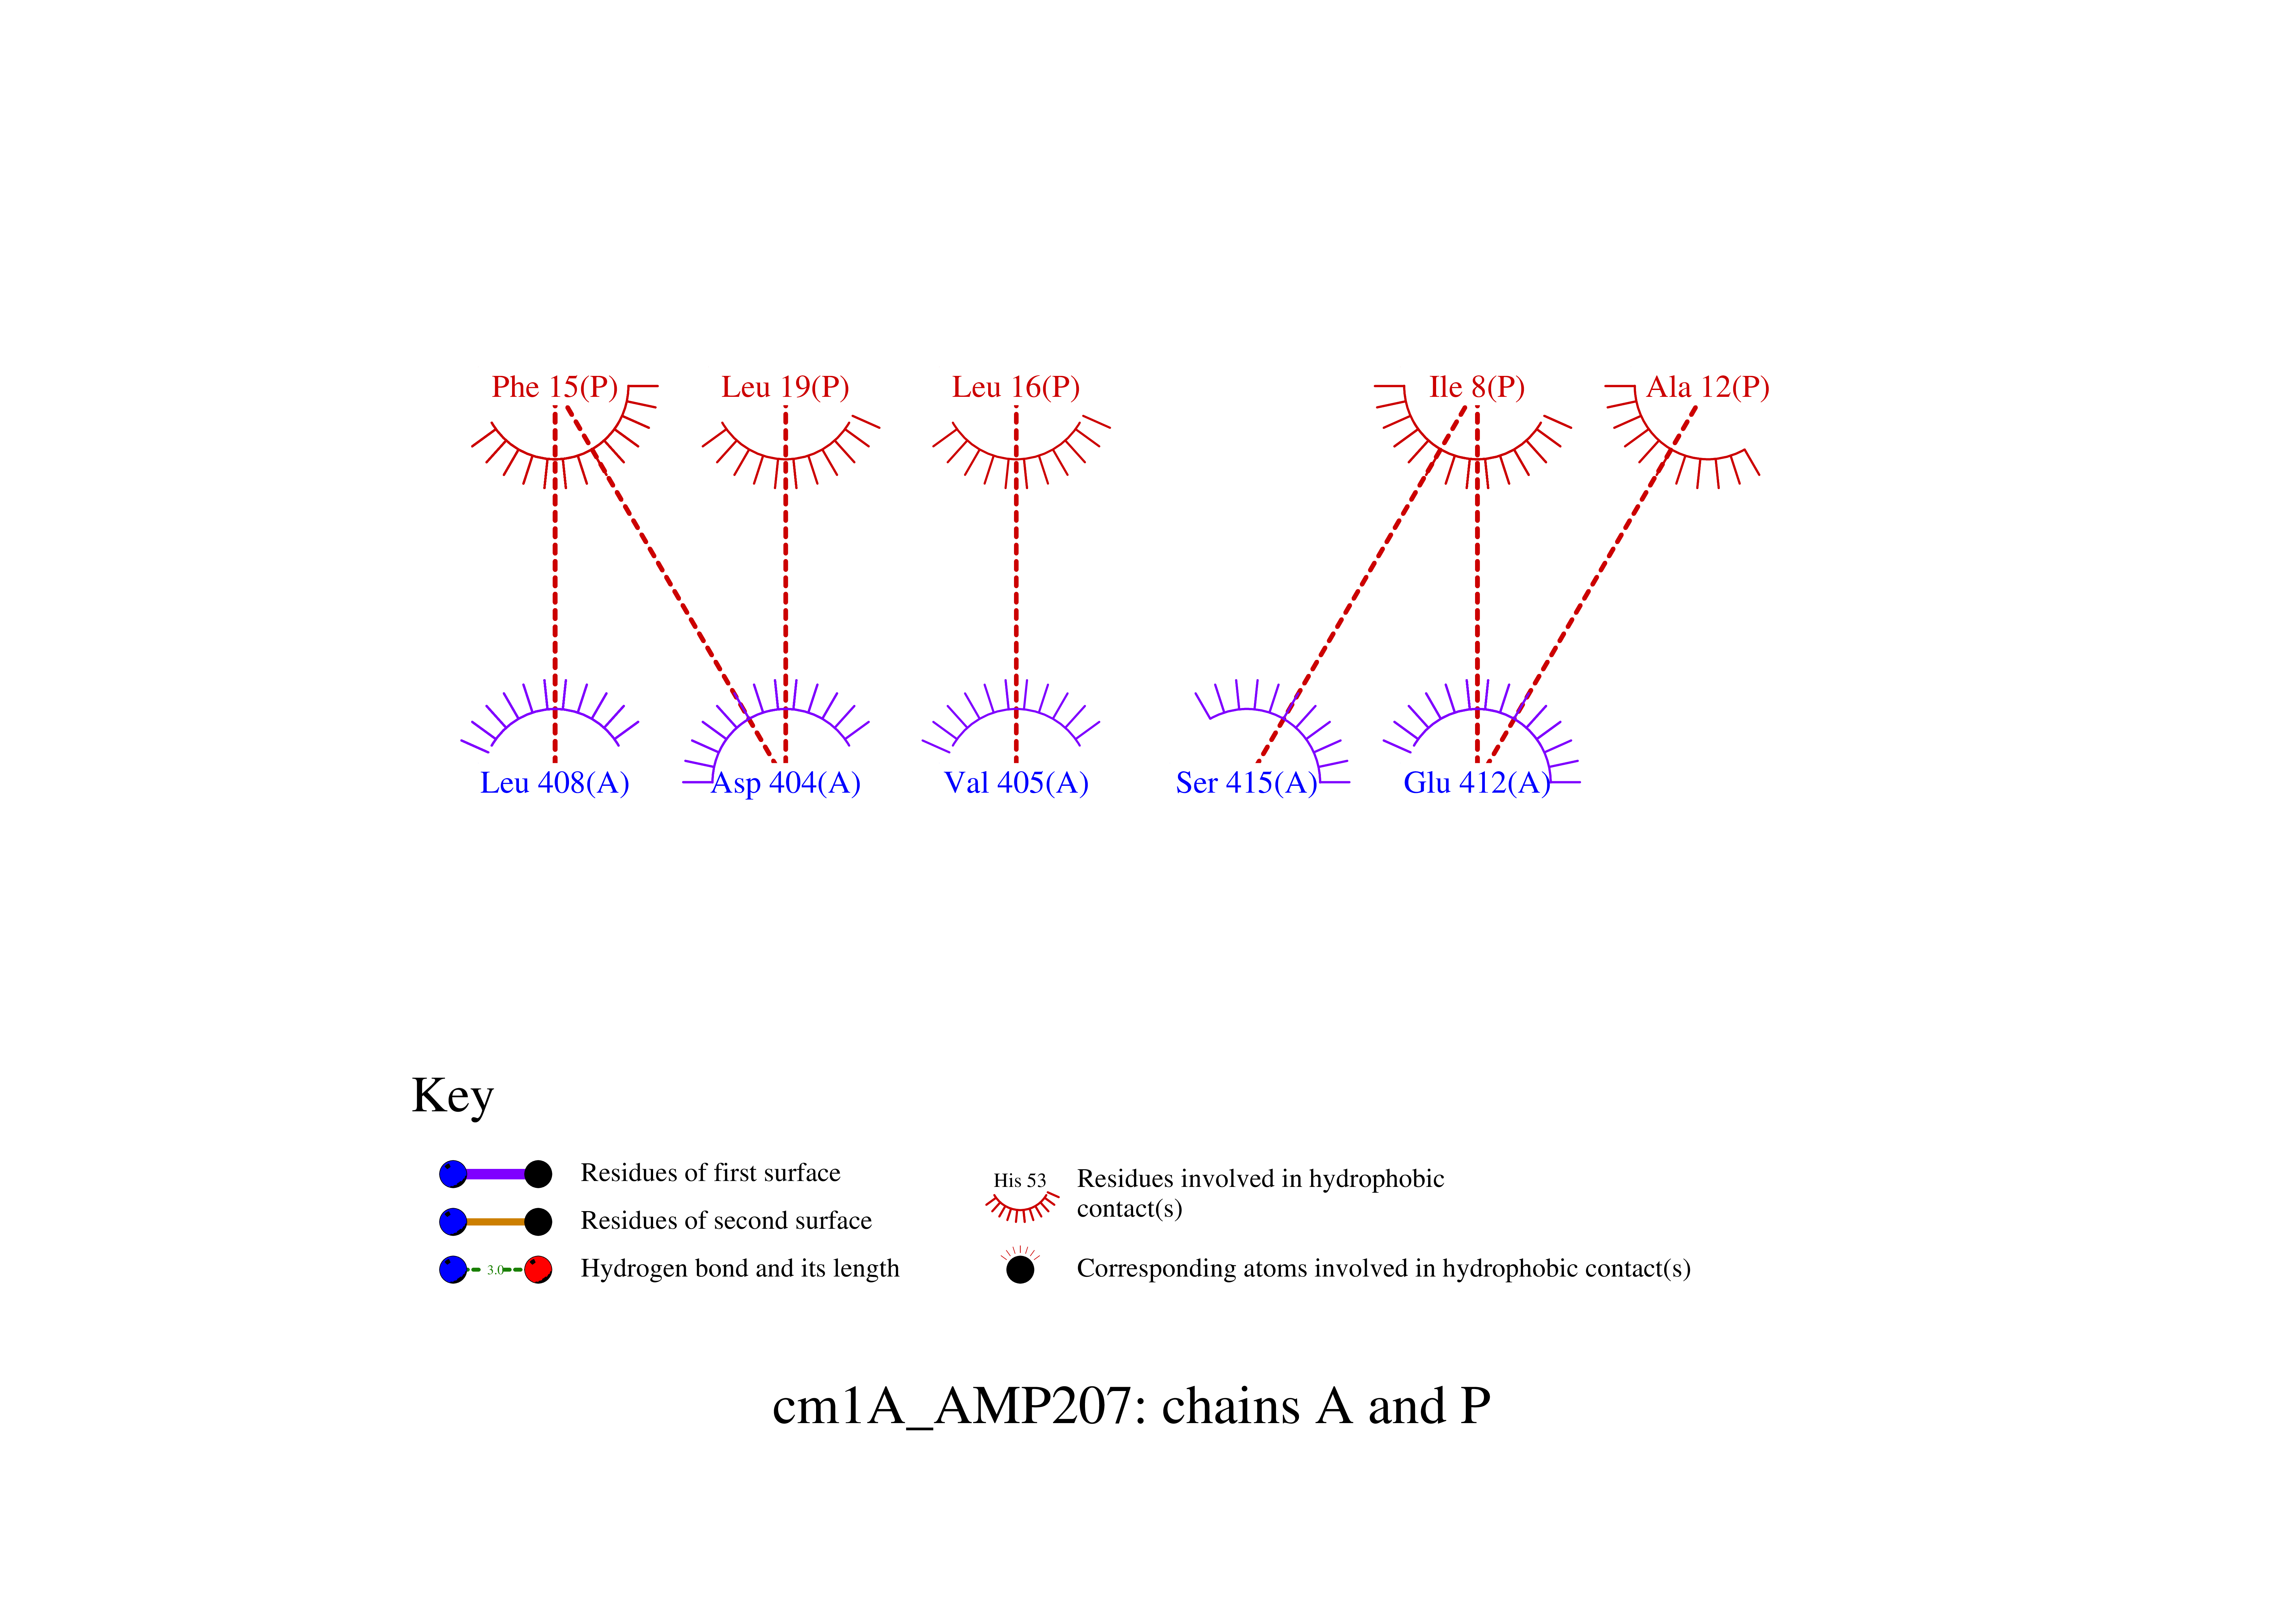 Phe 15(P) Leu 19(P) Leu 16(P) Ile 8(P) Ala 12(P)
Leu 408(A) Asp 404(A) Val 405(A) Ser 415(A) Glu 412(A)
Key
Residues of first surface
Residues of second surface
3.0 Hydrogen bond and its length
His 53 Residues involved in hydrophobic
contact(s)
Corresponding atoms involved in hydrophobic contact(s)
cm1A_AMP207: chains A and P